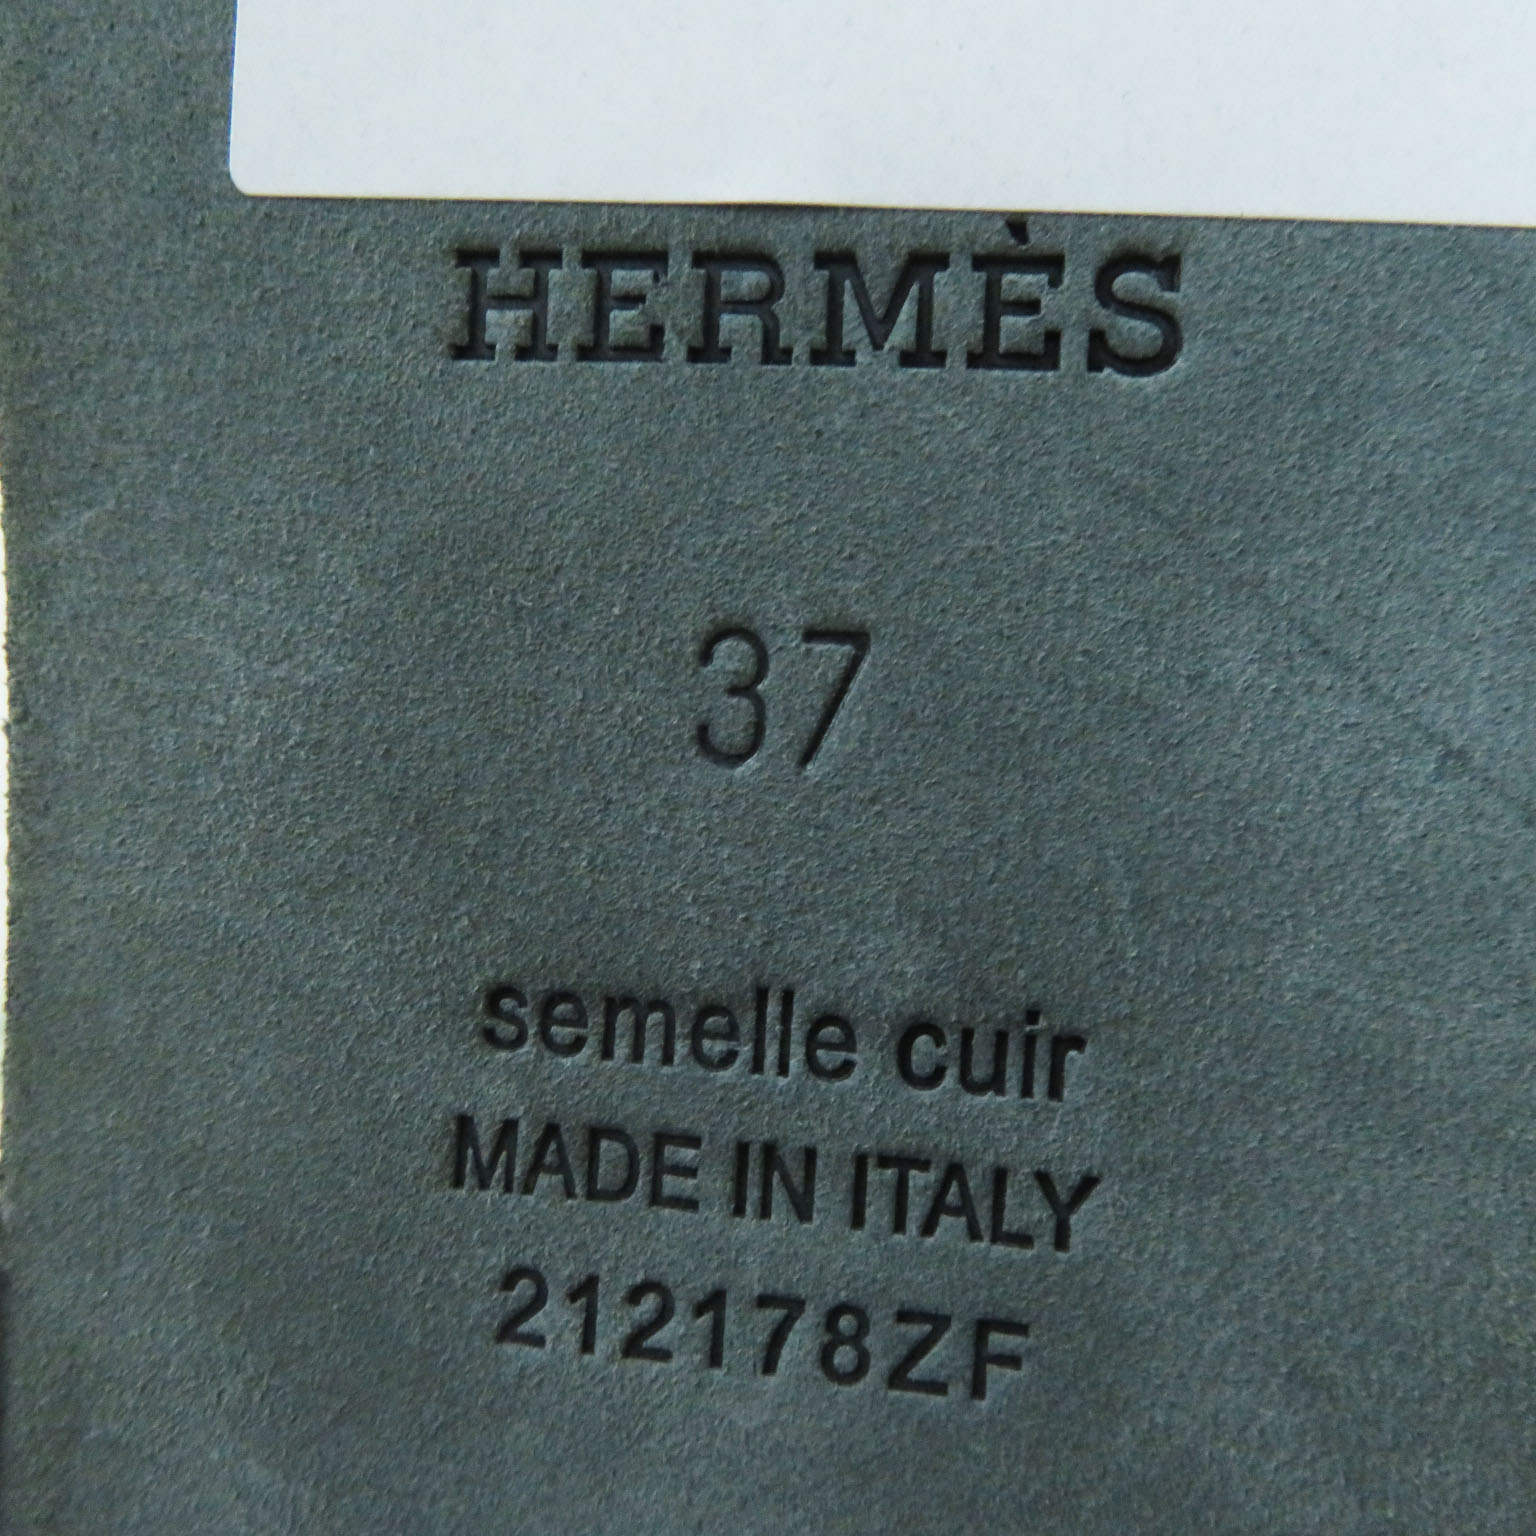 HERMÈS
37
semelle cuir
MADE IN ITALY
212178ZF